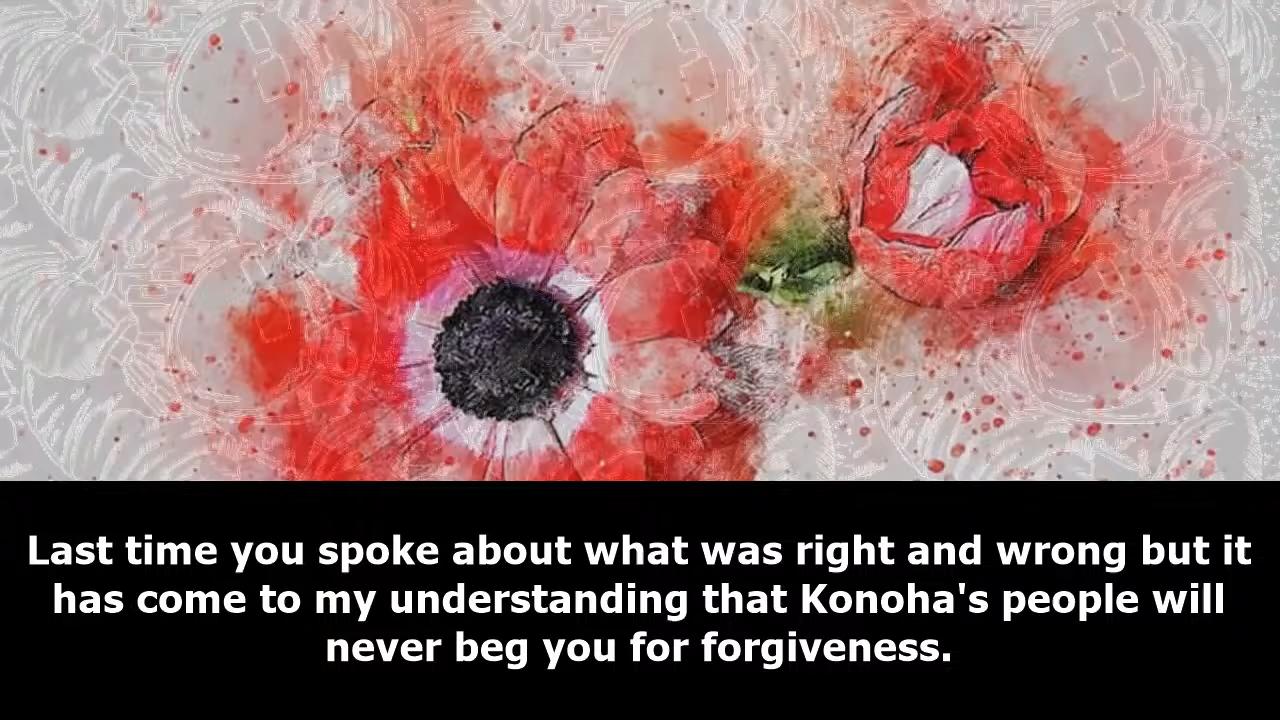 Last time you spoke about what was right and wrong but it
has come to my understanding that Konoha's people will
never beg you for forgiveness.